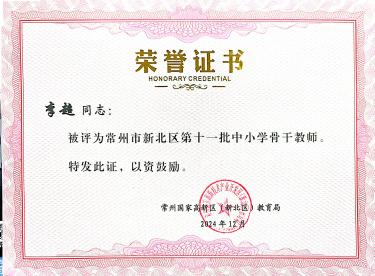 荣誉证书
HONORARY CREDENTIAL
李超 同志：
被评为常州市新北区第十一批中小学骨干教师。
特发此证，以资鼓励。
常州国家高新区（新北区）教育局
2024年12月